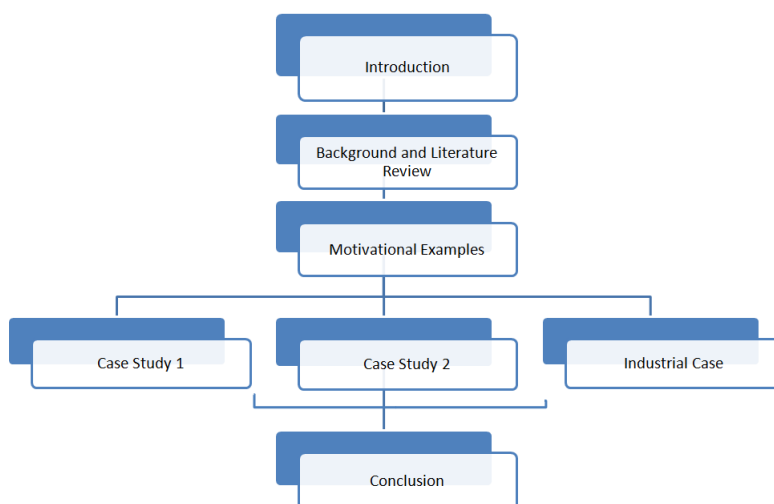 Introduction
Background and Literature
Review
Motivational Examples
Case Study 1
Case Study 2
Industrial Case
Conclusion